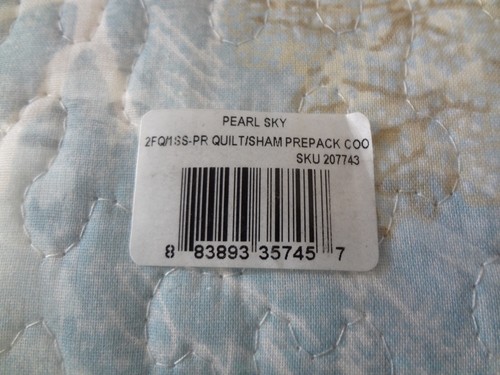 PEARL SKY
2FQ/1SS-PR QUILT/SHAM PREPACK COO
SKU 207743
8 83893 35745 7